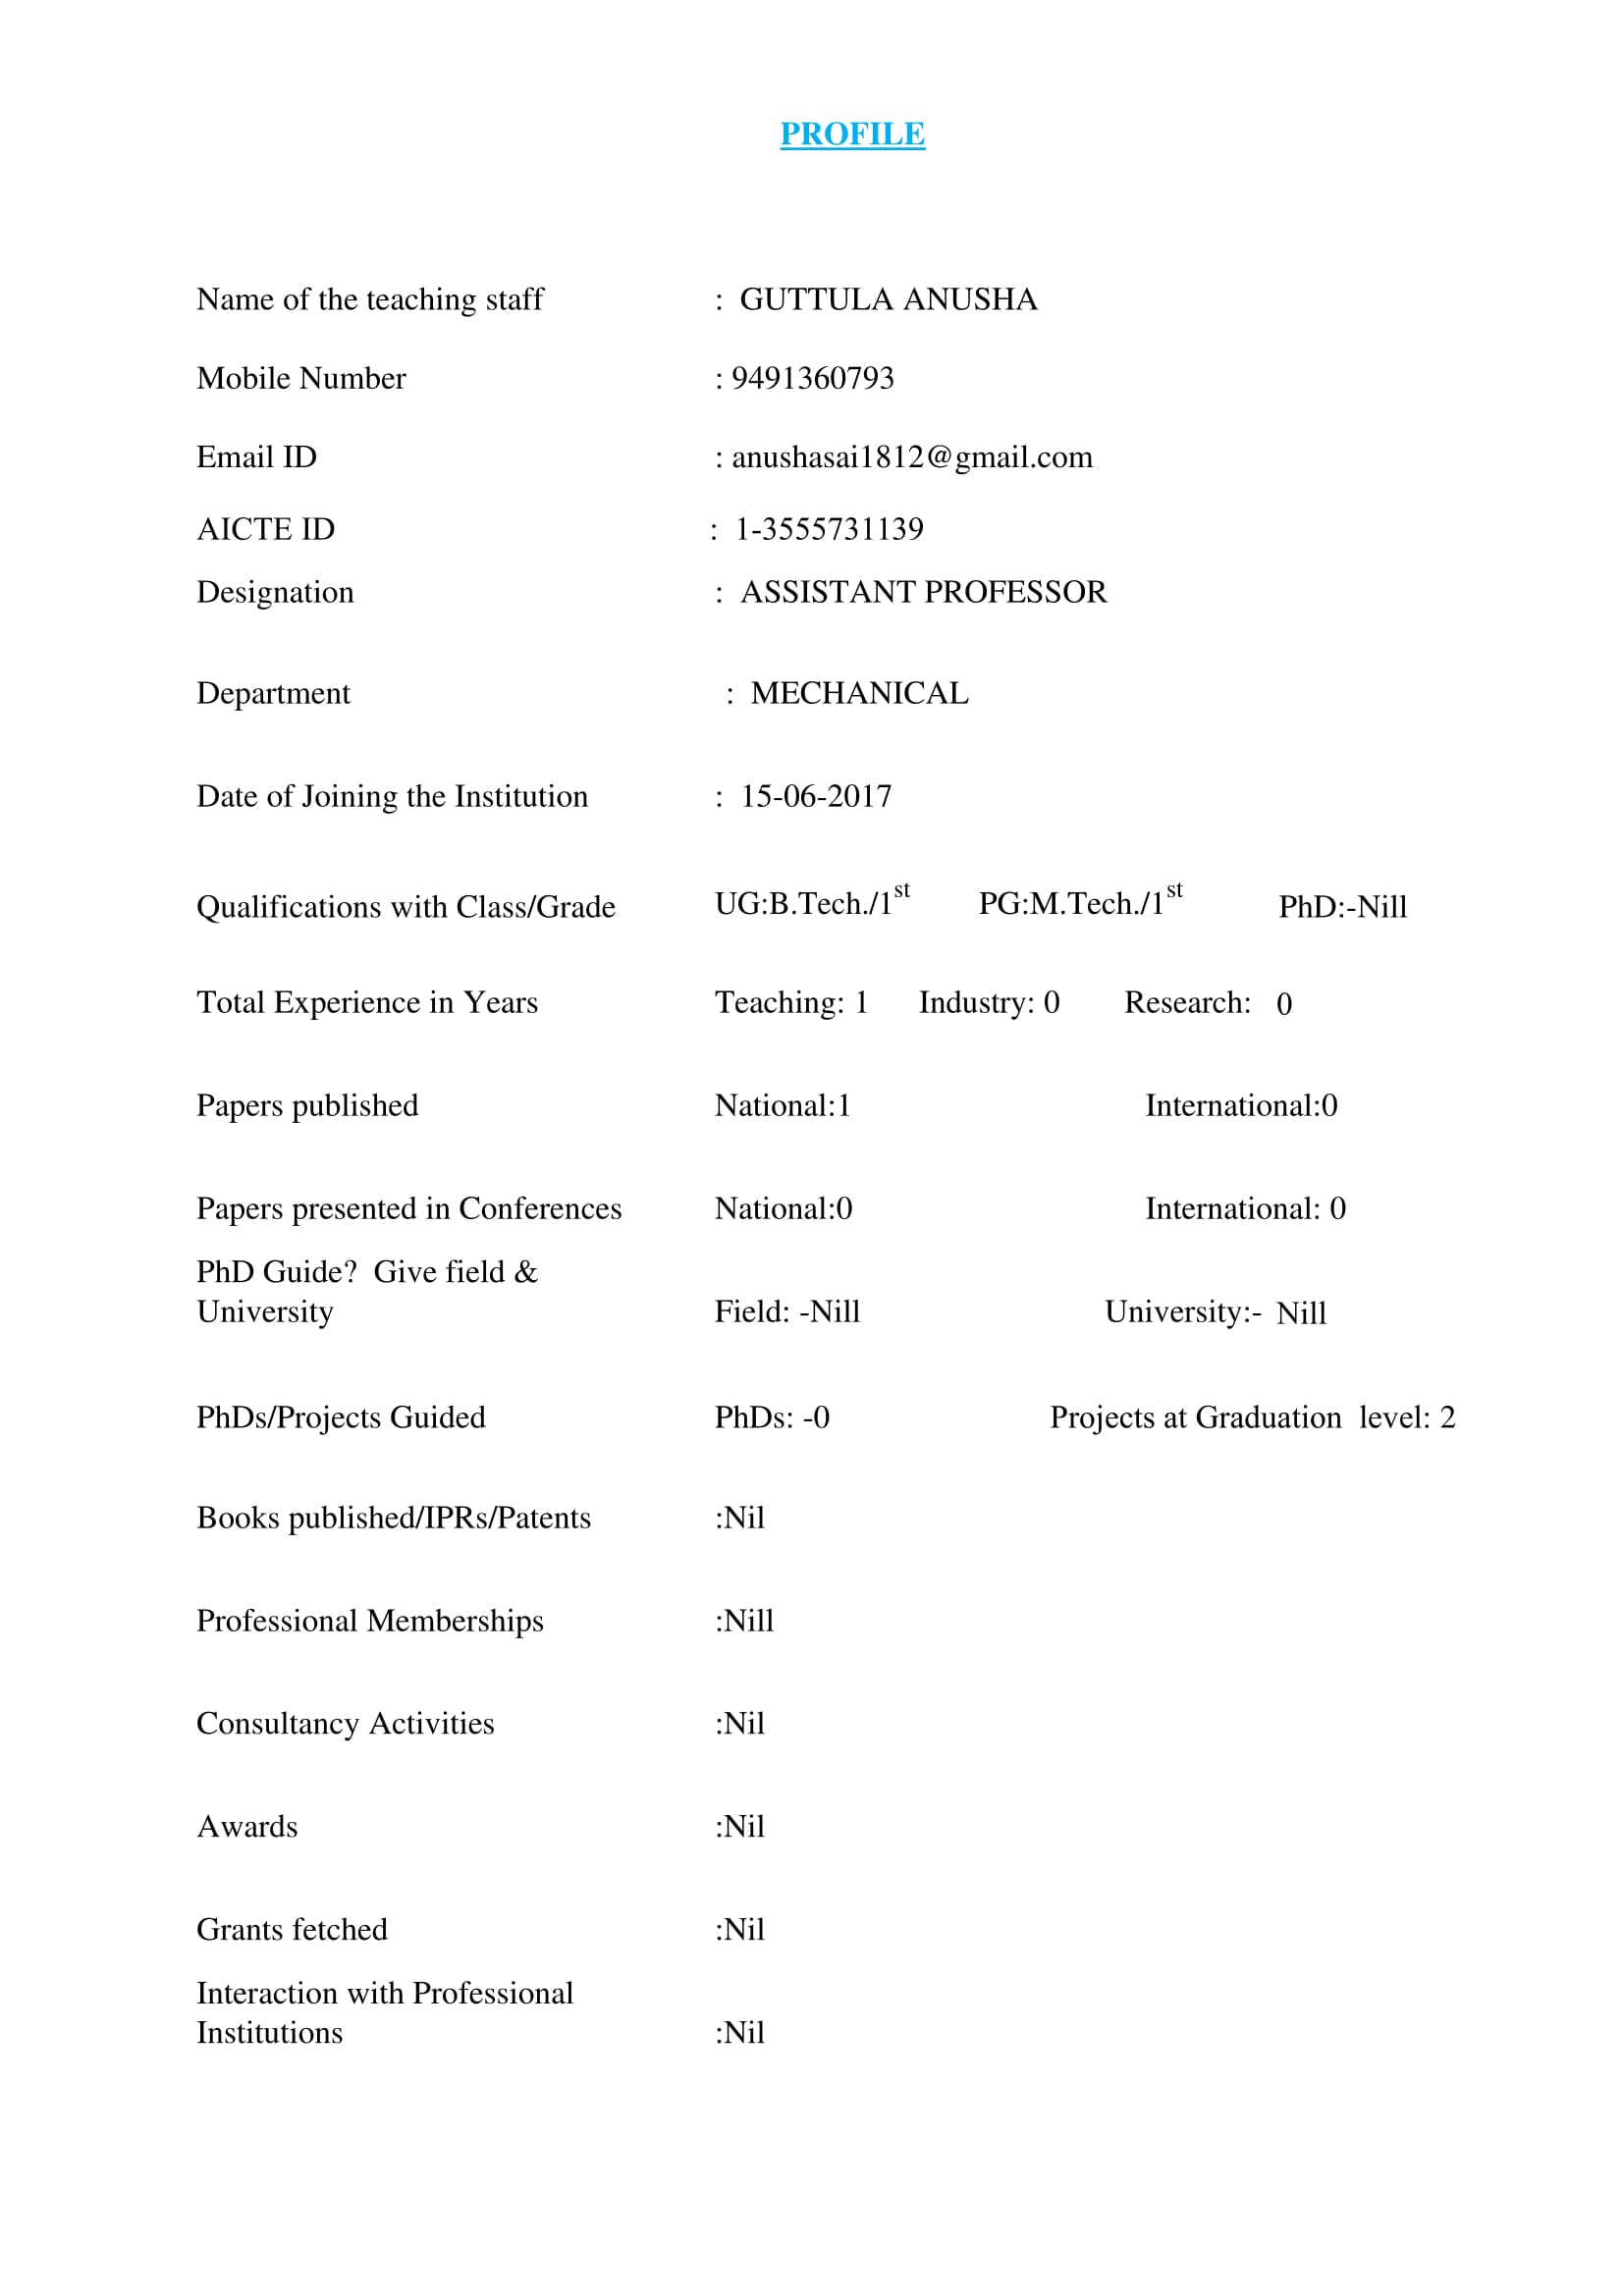 PROFILE
Name of the teaching staff : GUTTULA ANUSHA
Mobile Number : 9491360793
Email ID : anushasai1812@gmail.com
AICTE ID : 1-3555731139
Designation : ASSISTANT PROFESSOR
Department : MECHANICAL
Date of Joining the Institution : 15-06-2017
Qualifications with Class/Grade UG:B.Tech./1st PG:M.Tech./1st PhD:-Nill
Total Experience in Years Teaching: 1 Industry: 0 Research: 0
Papers published National:1 International:0
Papers presented in Conferences National:0 International: 0
PhD Guide? Give field &
University Field: -Nill University:- Nill
PhDs/Projects Guided PhDs: -0 Projects at Graduation level: 2
Books published/IPRs/Patents :Nil
Professional Memberships :Nill
Consultancy Activities :Nil
Awards :Nil
Grants fetched :Nil
Interaction with Professional
Institutions :Nil